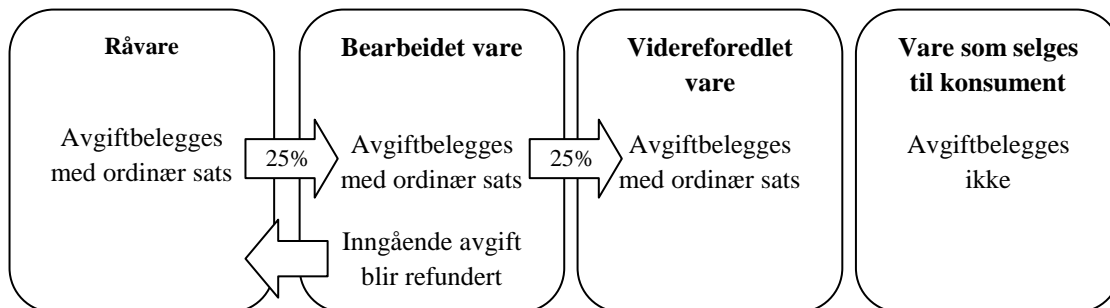 Råvare
Avgiftbelegges
med ordinær sats
25%
Bearbeidet vare
Avgiftbelegges
med ordinær sats
Inngående avgift
blir refundert
25%
Videreforedlet
vare
Avgiftbelegges
med ordinær sats
Vare som selges
til konsument
Avgiftbelegges
ikke